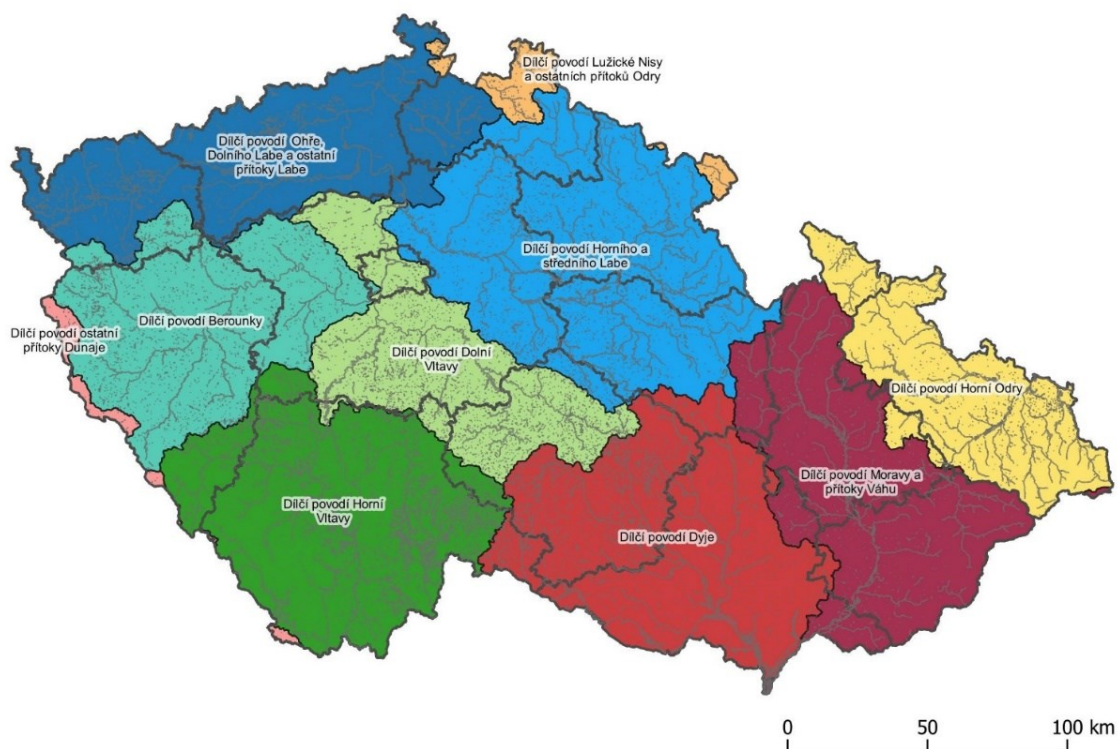 Dílčí povodí Lužické Nisy
a ostatních přítoků Odry
Dílčí povodí Ohře,
Dolního Labe a ostatní
přítoky Labe
Dílčí povodí Horního a
středního Labe
Dílčí povodí ostatní
přítoky Dunaje
Dílčí povodí Berounky
Dílčí povodí Dolní
Vltavy
Dílčí povodí Horní Odry
Dílčí povodí Moravy a
přítoky Váhu
Dílčí povodí Horní
Vltavy
Dílčí povodí Dyje
0 50 100 km